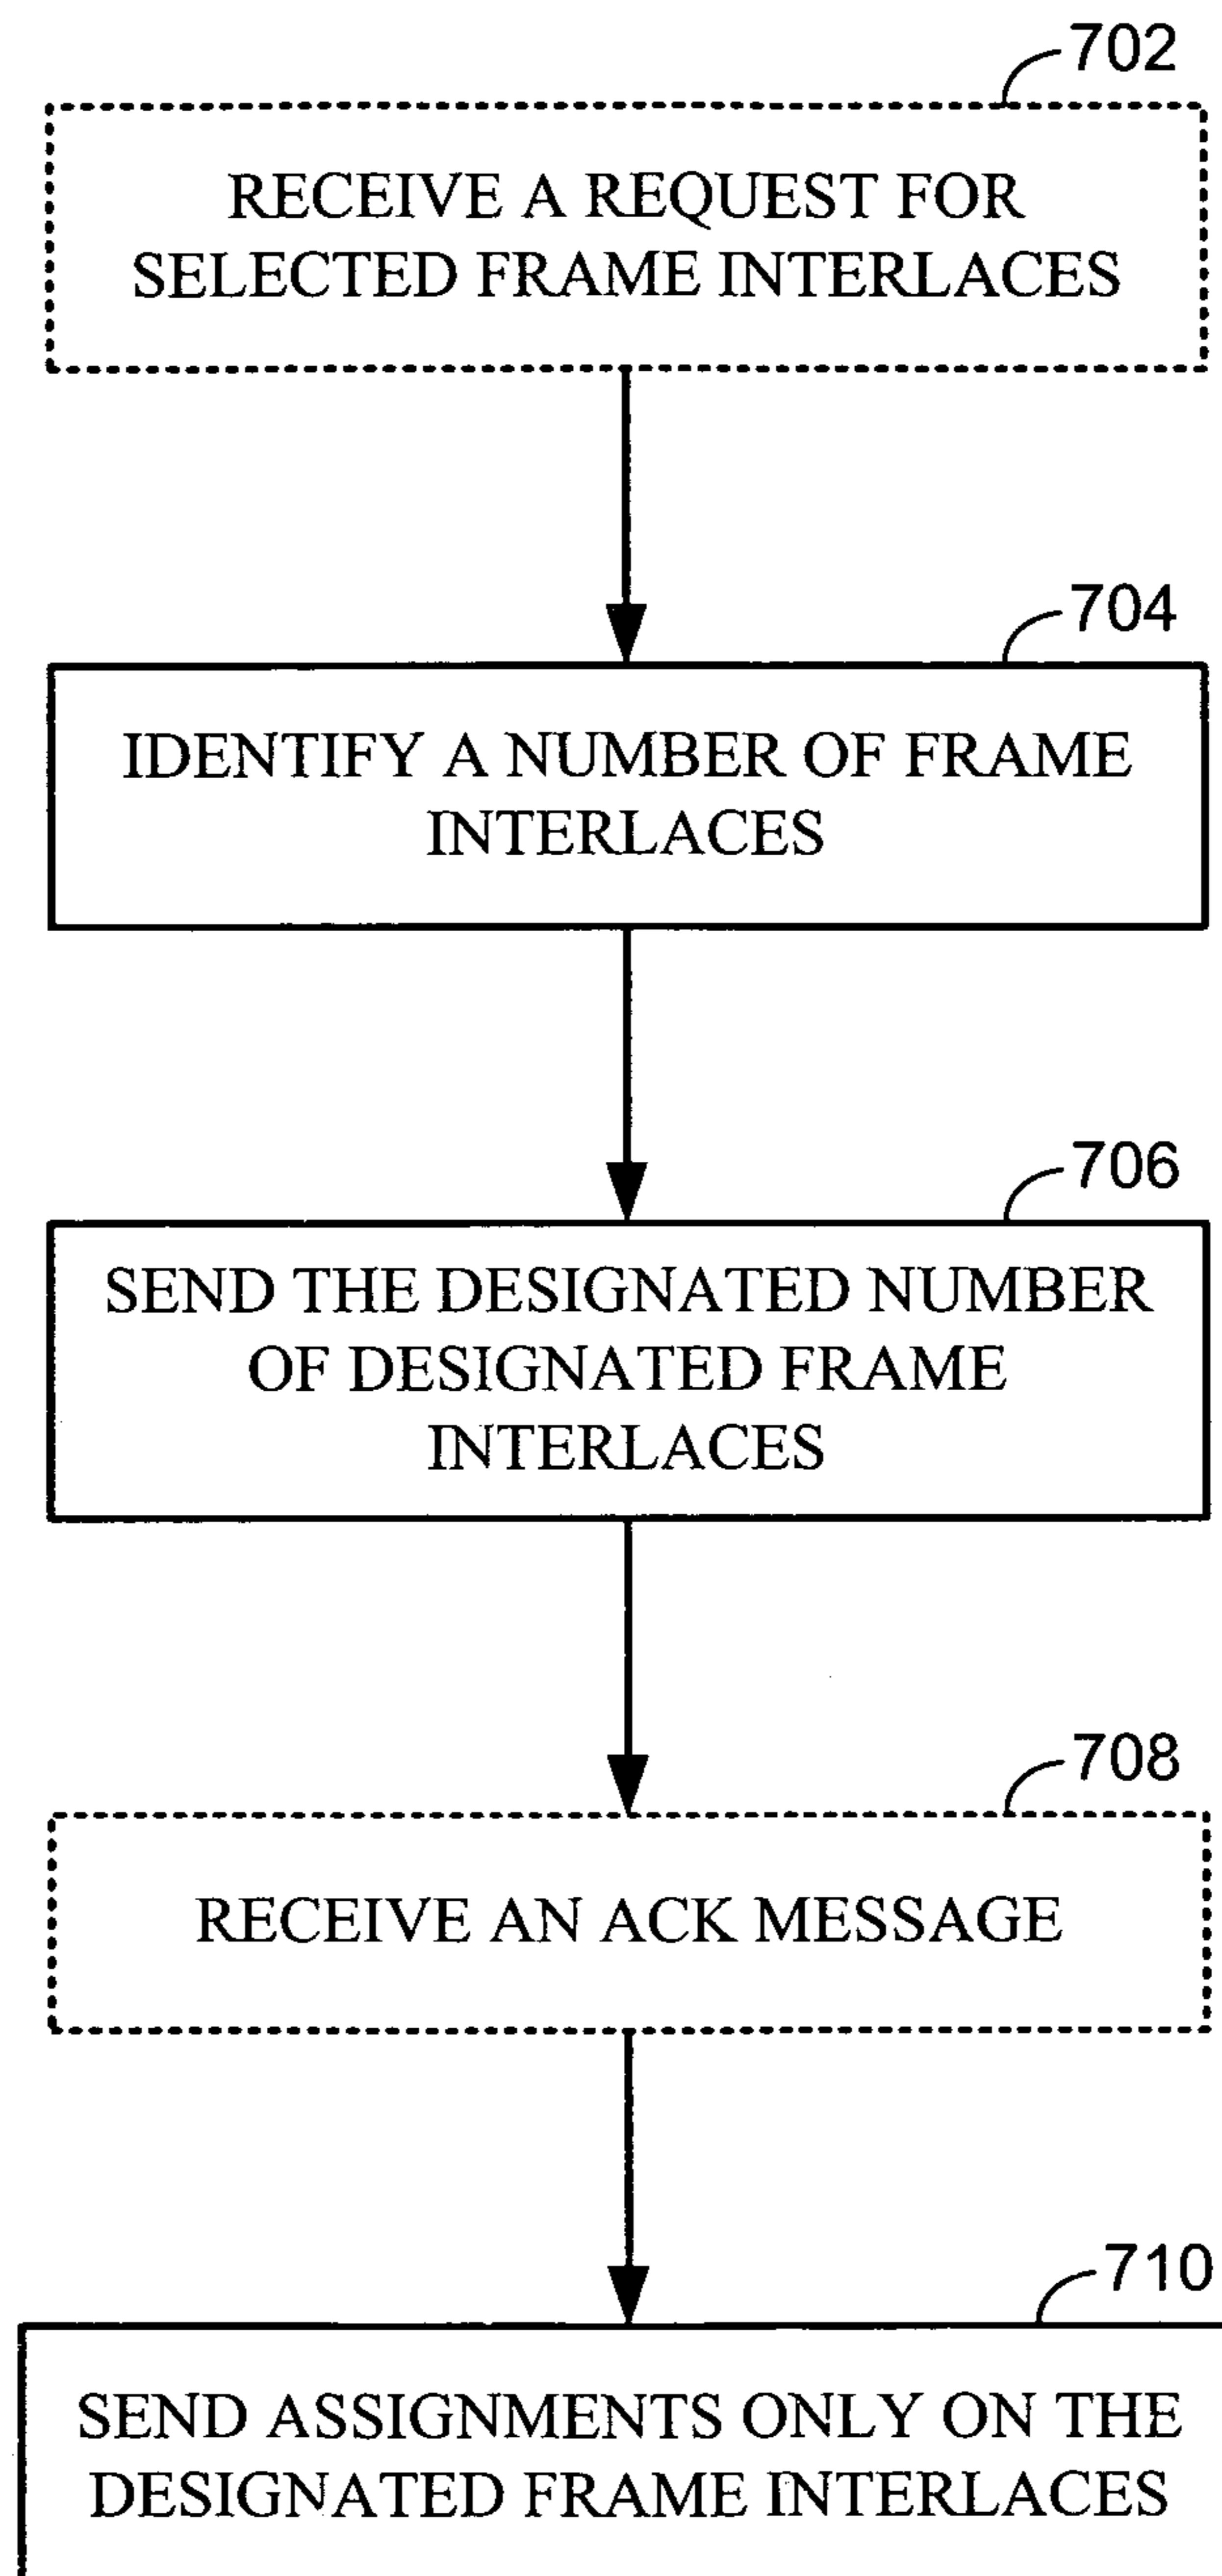 702
RECEIVE A REQUEST FOR
SELECTED FRAME INTERLACES
704
IDENTIFY A NUMBER OF FRAME
INTERLACES
706
SEND THE DESIGNATED NUMBER
OF DESIGNATED FRAME
INTERLACES
708
RECEIVE AN ACK MESSAGE
710
SEND ASSIGNMENTS ONLY ON THE
DESIGNATED FRAME INTERLACES